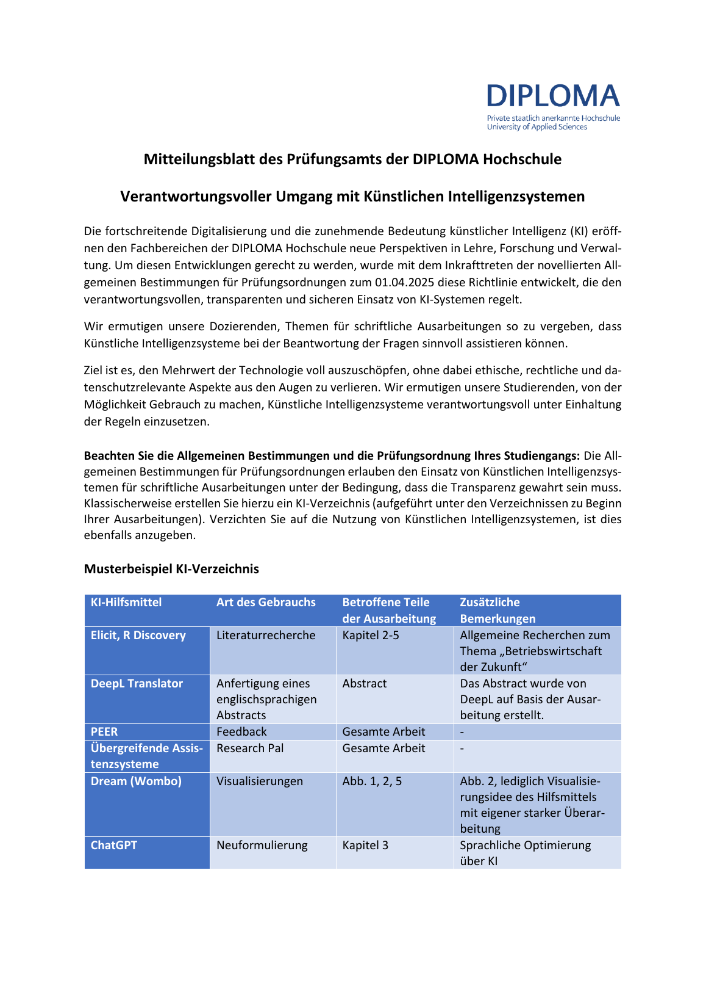 DIPLOMA
Private staatlich anerkannte Hochschule
University of Applied Sciences
Mitteilungsblatt des Prüfungsamts der DIPLOMA Hochschule
Verantwortungsvoller Umgang mit Künstlichen Intelligenzsystemen
Die fortschreitende Digitalisierung und die zunehmende Bedeutung künstlicher Intelligenz (KI) eröff-
nen den Fachbereichen der DIPLOMA Hochschule neue Perspektiven in Lehre, Forschung und Verwal-
tung. Um diesen Entwicklungen gerecht zu werden, wurde mit dem Inkrafttreten der novellierten All-
gemeinen Bestimmungen für Prüfungsordnungen zum 01.04.2025 diese Richtlinie entwickelt, die den
verantwortungsvollen, transparenten und sicheren Einsatz von KI-Systemen regelt.
Wir ermutigen unsere Dozierenden, Themen für schriftliche Ausarbeitungen so zu vergeben, dass
Künstliche Intelligenzsysteme bei der Beantwortung der Fragen sinnvoll assistieren können.
Ziel ist es, den Mehrwert der Technologie voll auszuschöpfen, ohne dabei ethische, rechtliche und da-
tenschutzrelevante Aspekte aus den Augen zu verlieren. Wir ermutigen unsere Studierenden, von der
Möglichkeit Gebrauch zu machen, Künstliche Intelligenzsysteme verantwortungsvoll unter Einhaltung
der Regeln einzusetzen.
Beachten Sie die Allgemeinen Bestimmungen und die Prüfungsordnung Ihres Studiengangs: Die All-
gemeinen Bestimmungen für Prüfungsordnungen erlauben den Einsatz von Künstlichen Intelligenzsys-
temen für schriftliche Ausarbeitungen unter der Bedingung, dass die Transparenz gewahrt sein muss.
Klassischerweise erstellen Sie hierzu ein KI-Verzeichnis (aufgeführt unter den Verzeichnissen zu Beginn
Ihrer Ausarbeitungen). Verzichten Sie auf die Nutzung von Künstlichen Intelligenzsystemen, ist dies
ebenfalls anzugeben.
Musterbeispiel KI-Verzeichnis
KI-Hilfsmittel Art des Gebrauchs Betroffene Teile Zusätzliche
der Ausarbeitung Bemerkungen
Elicit, R Discovery Literaturrecherche Kapitel 2-5 Allgemeine Recherchen zum
Thema „Betriebswirtschaft
der Zukunft“
DeepL Translator Anfertigung eines Abstract Das Abstract wurde von
englischsprachigen DeepL auf Basis der Ausar-
Abstracts beitung erstellt.
PEER Feedback Gesamte Arbeit -
Übergreifende Assis- Research Pal Gesamte Arbeit -
tenzsysteme
Dream (Wombo) Visualisierungen Abb. 1, 2, 5 Abb. 2, lediglich Visualisie-
rungsidee des Hilfsmittels
mit eigener starker Überar-
beitung
ChatGPT Neuformulierung Kapitel 3 Sprachliche Optimierung
über KI